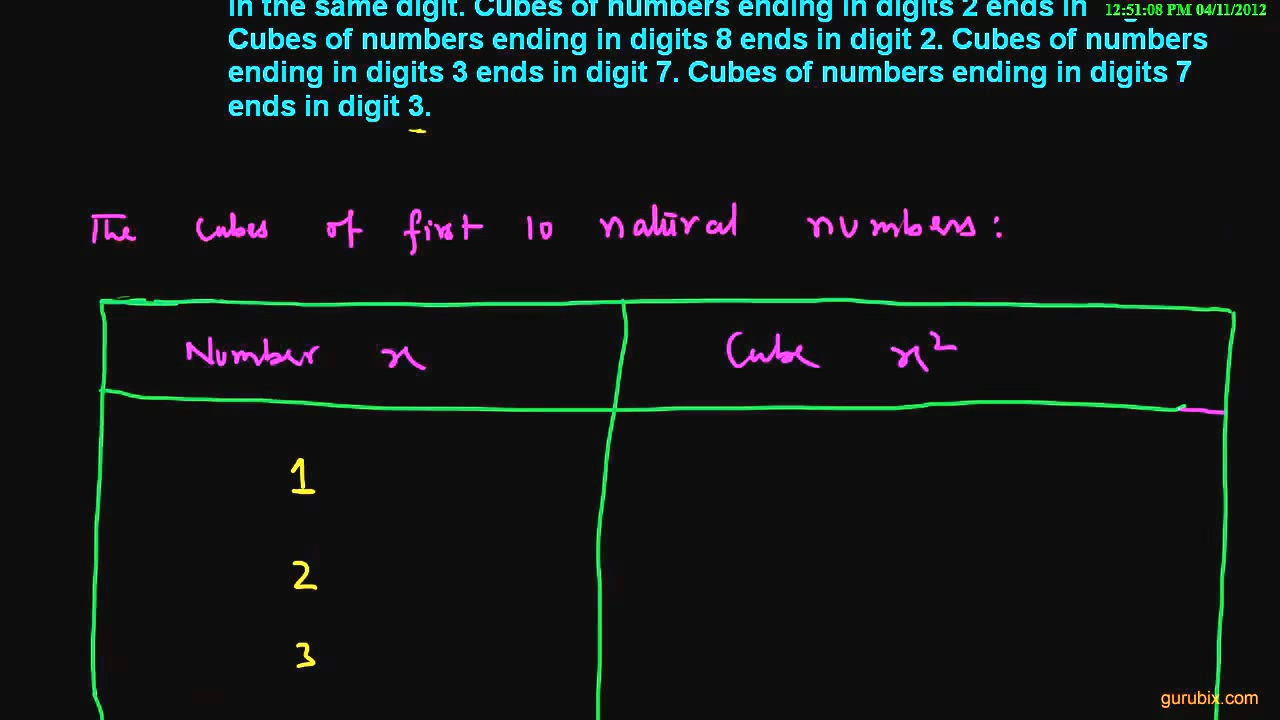 in the same digit. Cubes of numbers ending in digits 2 ends in
12:51:08 PM 04/11/2012
Cubes of numbers ending in digits 8 ends in digit 2. Cubes of numbers
ending in digits 3 ends in digit 7. Cubes of numbers ending in digits 7
ends in digit 3.
The cubes of first 10 natural numbers:
Number x
Cube x²
1
2
3
gurubix.com